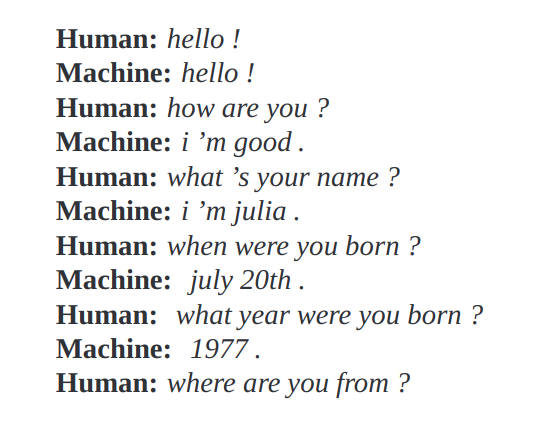 Human: hello !
Machine: hello !
Human: how are you ?
Machine: i ’m good .
Human: what ’s your name ?
Machine: i ’m julia .
Human: when were you born ?
Machine: july 20th .
Human: what year were you born ?
Machine: 1977 .
Human: where are you from ?